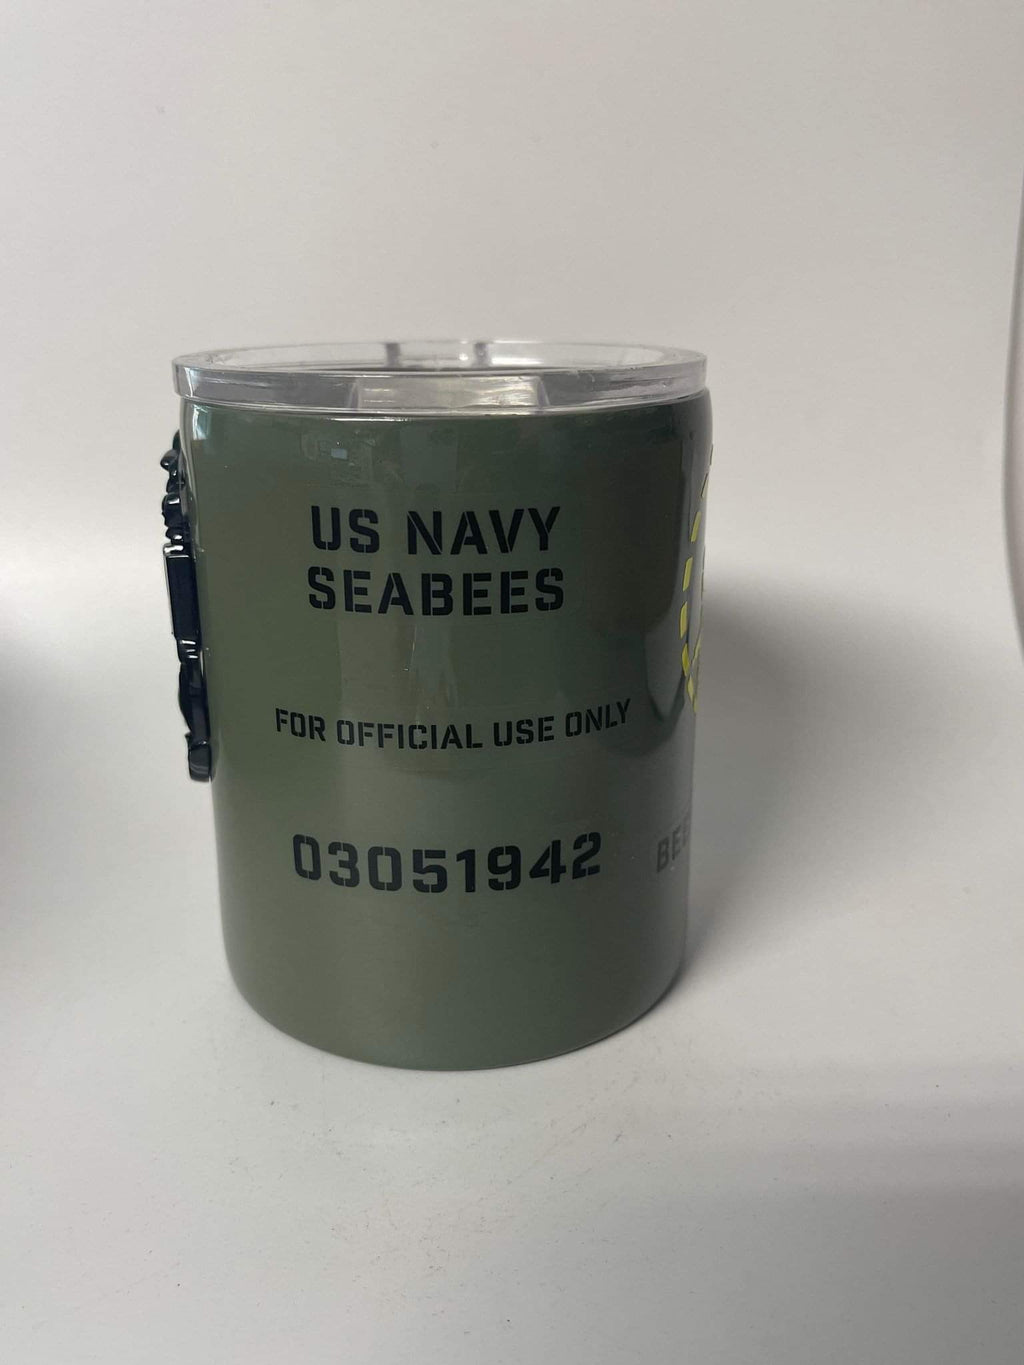 US NAVY
SEABEES
FOR OFFICIAL USE ONLY
03051942